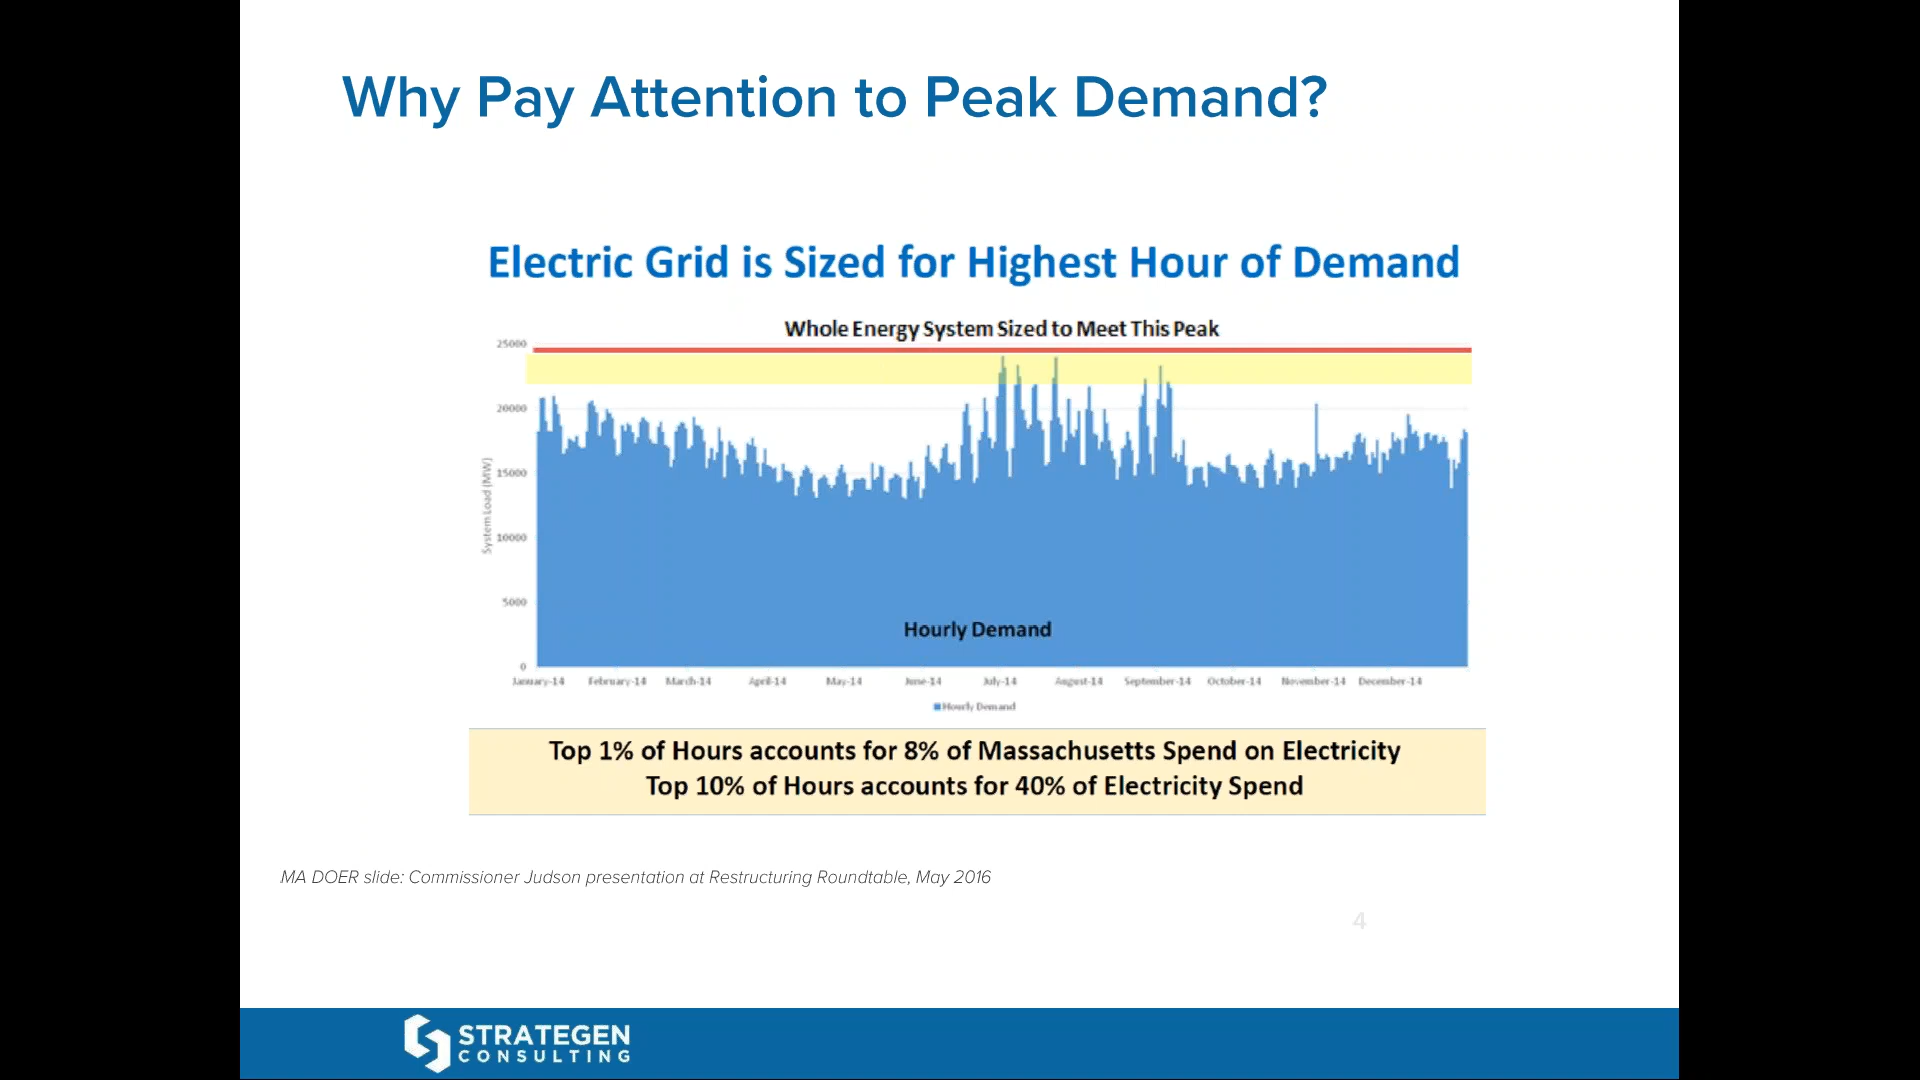 Why Pay Attention to Peak Demand?
Electric Grid is Sized for Highest Hour of Demand
Whole Energy System Sized to Meet This Peak
25000
20000
15000
10000
5000
0
System Load (MW)
Hourly Demand
January-14 February-14 March-14 April-14 May-14 June-14 July-14 August-14 September-14 October-14 November-14 December-14
Hourly Demand
Top 1% of Hours accounts for 8% of Massachusetts Spend on Electricity
Top 10% of Hours accounts for 40% of Electricity Spend
MA DOER slide: Commissioner Judson presentation at Restructuring Roundtable, May 2016
4
STRATEGEN
CONSULTING